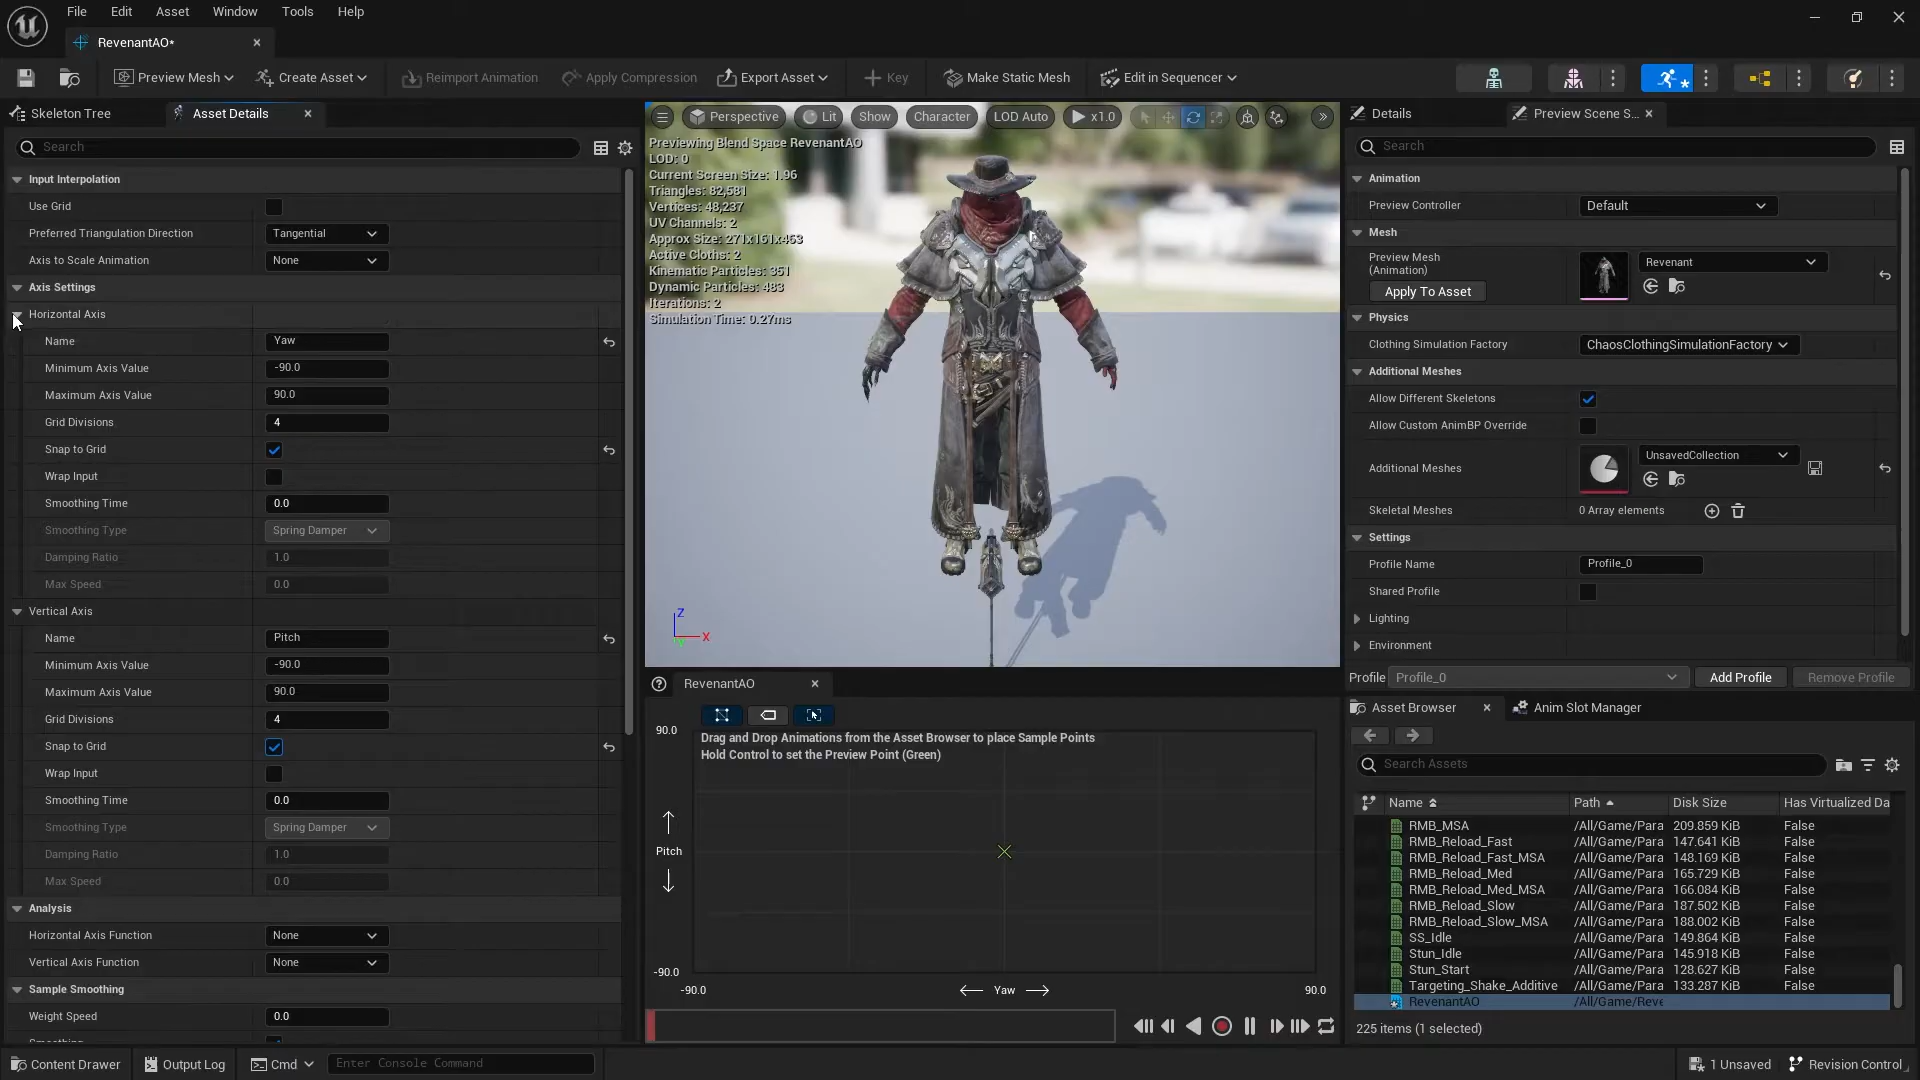 File Edit Asset Window Tools Help
RevenantAO*
Preview Mesh Create Asset Reimport Animation Apply Compression Export Asset Key Make Static Mesh Edit in Sequencer
Skeleton Tree Asset Details
Search
Input Interpolation
Use Grid
Preferred Triangulation Direction Tangential
Axis to Scale Animation None
Axis Settings
Horizontal Axis
Name Yaw
Minimum Axis Value -90.0
Maximum Axis Value 90.0
Grid Divisions 4
Snap to Grid
Wrap Input
Smoothing Time 0.0
Smoothing Type Spring Damper
Damping Ratio 1.0
Max Speed 0.0
Vertical Axis
Name Pitch
Minimum Axis Value -90.0
Maximum Axis Value 90.0
Grid Divisions 4
Snap to Grid
Wrap Input
Smoothing Time 0.0
Smoothing Type Spring Damper
Damping Ratio 1.0
Max Speed 0.0
Analysis
Horizontal Axis Function None
Vertical Axis Function None
Sample Smoothing
Weight Speed 0.0
Perspective Lit Show Character LOD Auto x1.0
Previewing Blend Space RevenantAO
LOD: 0
Current Screen Size: 1.96
Triangles: 82,581
Vertices: 48,237
UV Channels: 2
Approx Size: 271x161x463
Active Cloths: 2
Kinematic Particles: 351
Dynamic Particles: 483
Iterations: 2
Simulation Time: 0.27ms
Z
X
RevenantAO
90.0
Drag and Drop Animations from the Asset Browser to place Sample Points
Hold Control to set the Preview Point (Green)
Pitch
-90.0
-90.0 Yaw 90.0
Details Preview Scene S...
Search
Animation
Preview Controller Default
Mesh
Preview Mesh
(Animation)
Revenant
Apply To Asset
Physics
Clothing Simulation Factory ChaosClothingSimulationFactory
Additional Meshes
Allow Different Skeletons
Allow Custom AnimBP Override
Additional Meshes UnsavedCollection
Skeletal Meshes 0 Array elements
Settings
Profile Name Profile_0
Shared Profile
Lighting
Environment
Profile Profile_0 Add Profile Remove Profile
Asset Browser Anim Slot Manager
Search Assets
Name Path Disk Size Has Virtualized Da
RMB_MSA /All/Game/Para 209.859 KiB False
RMB_Reload_Fast /All/Game/Para 147.641 KiB False
RMB_Reload_Fast_MSA /All/Game/Para 148.169 KiB False
RMB_Reload_Med /All/Game/Para 165.729 KiB False
RMB_Reload_Med_MSA /All/Game/Para 166.084 KiB False
RMB_Reload_Slow /All/Game/Para 187.502 KiB False
RMB_Reload_Slow_MSA /All/Game/Para 188.002 KiB False
SS_Idle /All/Game/Para 149.864 KiB False
Stun_Idle /All/Game/Para 145.918 KiB False
Stun_Start /All/Game/Para 128.627 KiB False
Targeting_Shake_Additive /All/Game/Para 133.287 KiB False
RevenantAO /All/Game/Reve
225 items (1 selected)
Content Drawer Output Log Cmd Enter Console Command 1 Unsaved Revision Control